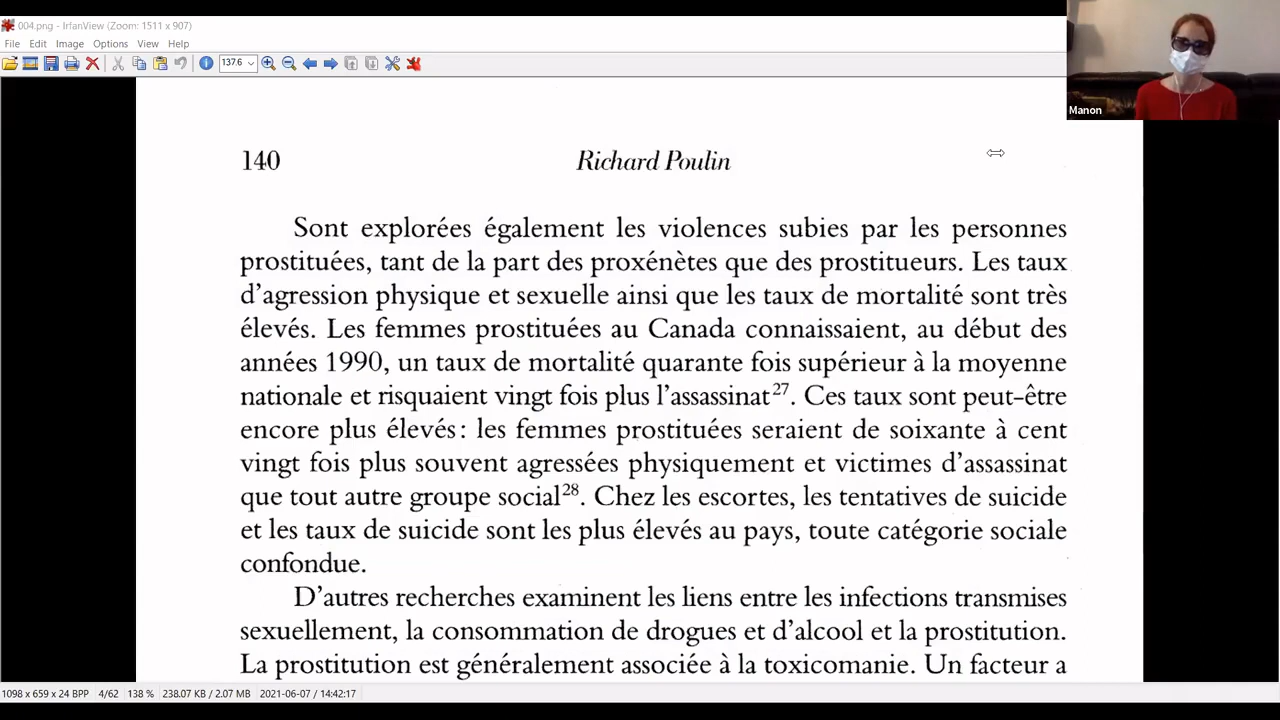 004.png - IrfanView (Zoom: 1511 x 907)
File Edit Image Options View Help
137.6
Manon
140 Richard Poulin
Sont explorées également les violences subies par les personnes
prostituées, tant de la part des proxénètes que des prostitueurs. Les taux
d’agression physique et sexuelle ainsi que les taux de mortalité sont très
élevés. Les femmes prostituées au Canada connaissaient, au début des
années 1990, un taux de mortalité quarante fois supérieur à la moyenne
nationale et risquaient vingt fois plus l’assassinat27. Ces taux sont peut-être
encore plus élevés : les femmes prostituées seraient de soixante à cent
vingt fois plus souvent agressées physiquement et victimes d’assassinat
que tout autre groupe social28. Chez les escortes, les tentatives de suicide
et les taux de suicide sont les plus élevés au pays, toute catégorie sociale
confondue.
D’autres recherches examinent les liens entre les infections transmises
sexuellement, la consommation de drogues et d’alcool et la prostitution.
La prostitution est généralement associée à la toxicomanie. Un facteur a
1098 x 659 x 24 BPP 4/62 138 % 238.07 KB / 2.07 MB 2021-06-07 / 14:42:17